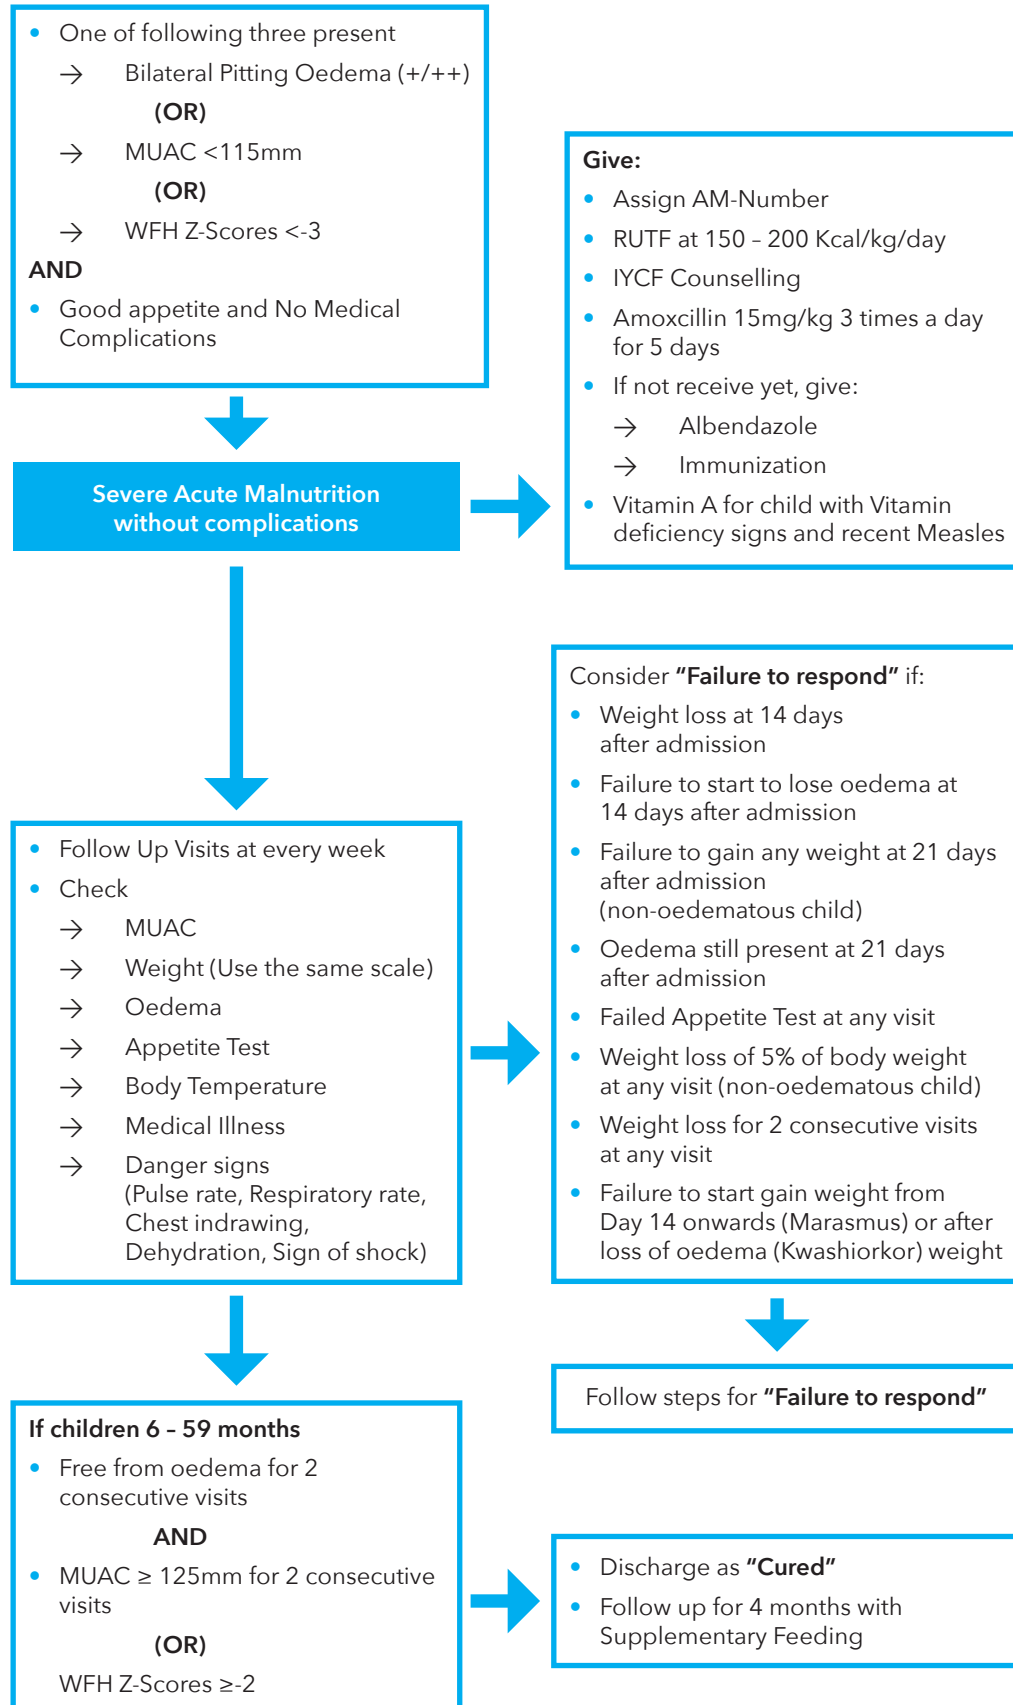 • One of following three present
→ Bilateral Pitting Oedema (+/++)
(OR)
→ MUAC <115mm
(OR)
→ WFH Z-Scores <-3
AND
• Good appetite and No Medical
Complications
Severe Acute Malnutrition
without complications
Give:
• Assign AM-Number
• RUTF at 150 – 200 Kcal/kg/day
• IYCF Counselling
• Amoxcillin 15mg/kg 3 times a day
for 5 days
• If not receive yet, give:
→ Albendazole
→ Immunization
• Vitamin A for child with Vitamin
deficiency signs and recent Measles
• Follow Up Visits at every week
• Check
→ MUAC
→ Weight (Use the same scale)
→ Oedema
→ Appetite Test
→ Body Temperature
→ Medical Illness
→ Danger signs
(Pulse rate, Respiratory rate,
Chest indrawing,
Dehydration, Sign of shock)
Consider "Failure to respond" if:
• Weight loss at 14 days
after admission
• Failure to start to lose oedema at
14 days after admission
• Failure to gain any weight at 21 days
after admission
(non-oedematous child)
• Oedema still present at 21 days
after admission
• Failed Appetite Test at any visit
• Weight loss of 5% of body weight
at any visit (non-oedematous child)
• Weight loss for 2 consecutive visits
at any visit
• Failure to start gain weight from
Day 14 onwards (Marasmus) or after
loss of oedema (Kwashiorkor) weight
Follow steps for "Failure to respond"
If children 6 – 59 months
• Free from oedema for 2
consecutive visits
AND
• MUAC ≥ 125mm for 2 consecutive
visits
(OR)
WFH Z-Scores ≥-2
• Discharge as "Cured"
• Follow up for 4 months with
Supplementary Feeding